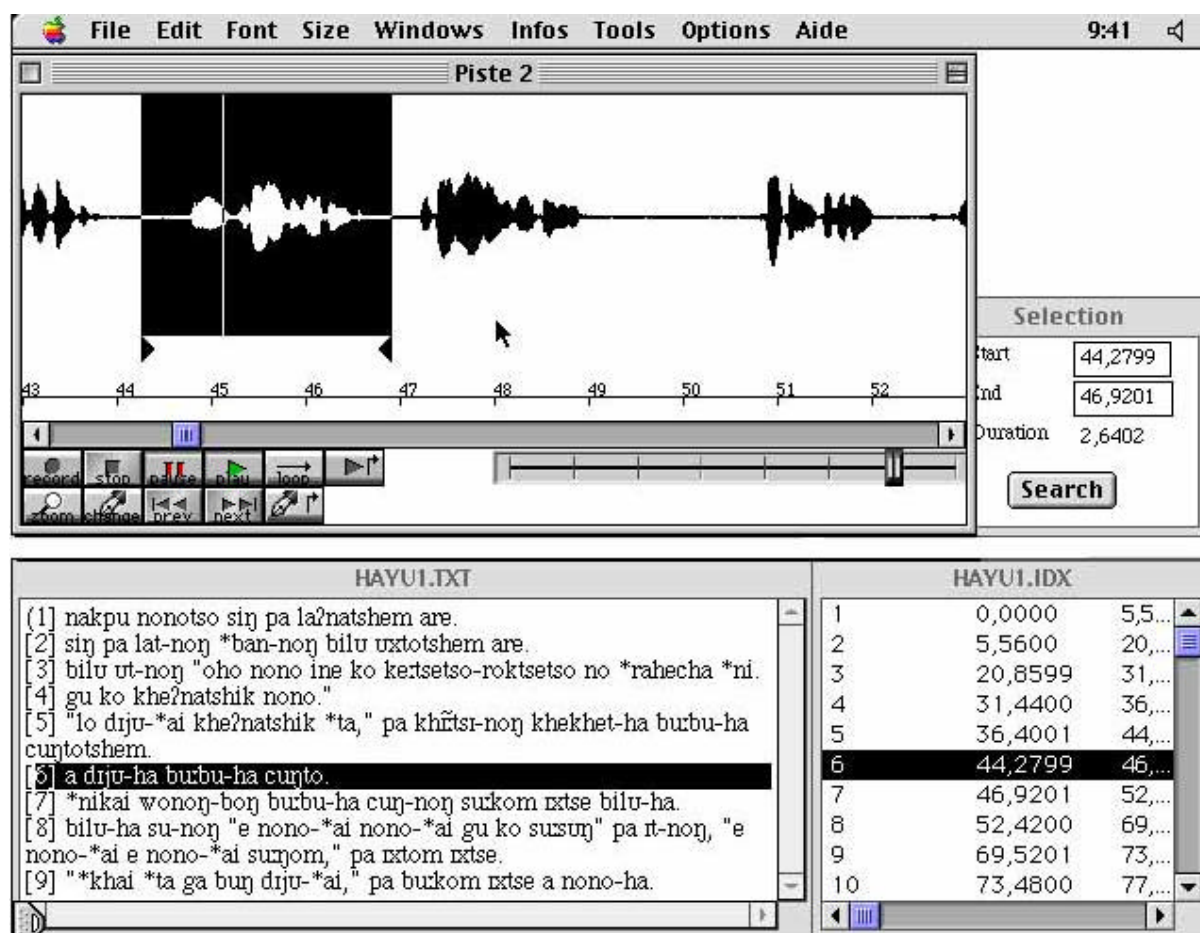 File Edit Font Size Windows Infos Tools Options Aide 9:41
Piste 2
43 44 45 46 47 48 49 50 51 52
record stop pause play loop
zoom change prev next
Selection
Start 44,2799
End 46,9201
Duration 2,6402
Search
HAYU1.TXT
(1] nakpu nonotso siŋ pa laʔnatshem are.
[2] siŋ pa lat-noŋ *ban-noŋ bilʊ ʊxtotshem are.
[3] bilʊ ʊt-noŋ "oho nono ine ko keːtsetso-roktsetso no *rahecha *ni.
[4] gu ko kheʔnatshik nono."
[5] "lo dɪjʊ-*ai kheʔnatshik *ta," pa khɪ̃ːtsɪ-noŋ khekhet-ha buːbu-ha
cuŋtotshem.
[6] a dɪjʊ-ha buːbu-ha cuŋto.
[7] *nikai wonoŋ-boŋ buːbu-ha cuŋ-noŋ suːkom ɪxtse bilʊ-ha.
[8] bilʊ-ha su-noŋ "e nono-*ai nono-*ai gu ko suːsuŋ" pa ɪt-noŋ, "e
nono-*ai e nono-*ai suːŋom," pa ɪxtom ɪxtse.
[9] "*khai *ta ga buŋ dɪjʊ-*ai," pa buːkom ɪxtse a nono-ha.
HAYU1.IDX
1 0,0000 5,5...
2 5,5600 20,...
3 20,8599 31,...
4 31,4400 36,...
5 36,4001 44,...
6 44,2799 46,...
7 46,9201 52,...
8 52,4200 69,...
9 69,5201 73,...
10 73,4800 77,...